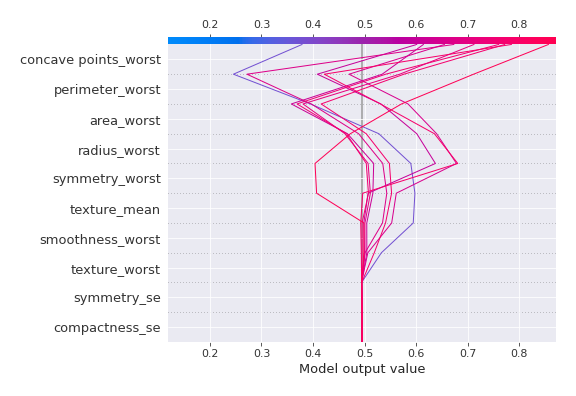 0.2 0.3 0.4 0.5 0.6 0.7 0.8
concave points_worst
perimeter_worst
area_worst
radius_worst
symmetry_worst
texture_mean
smoothness_worst
texture_worst
symmetry_se
compactness_se
0.2 0.3 0.4 0.5 0.6 0.7 0.8
Model output value